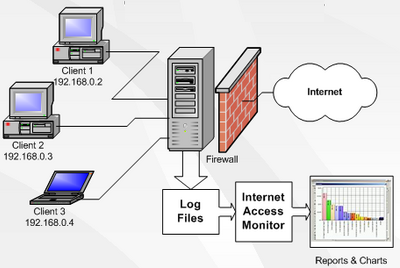 Client 1
192.168.0.2
Client 2
192.168.0.3
Client 3
192.168.0.4
Firewall
Internet
Log
Files
Internet
Access
Monitor
Reports & Charts